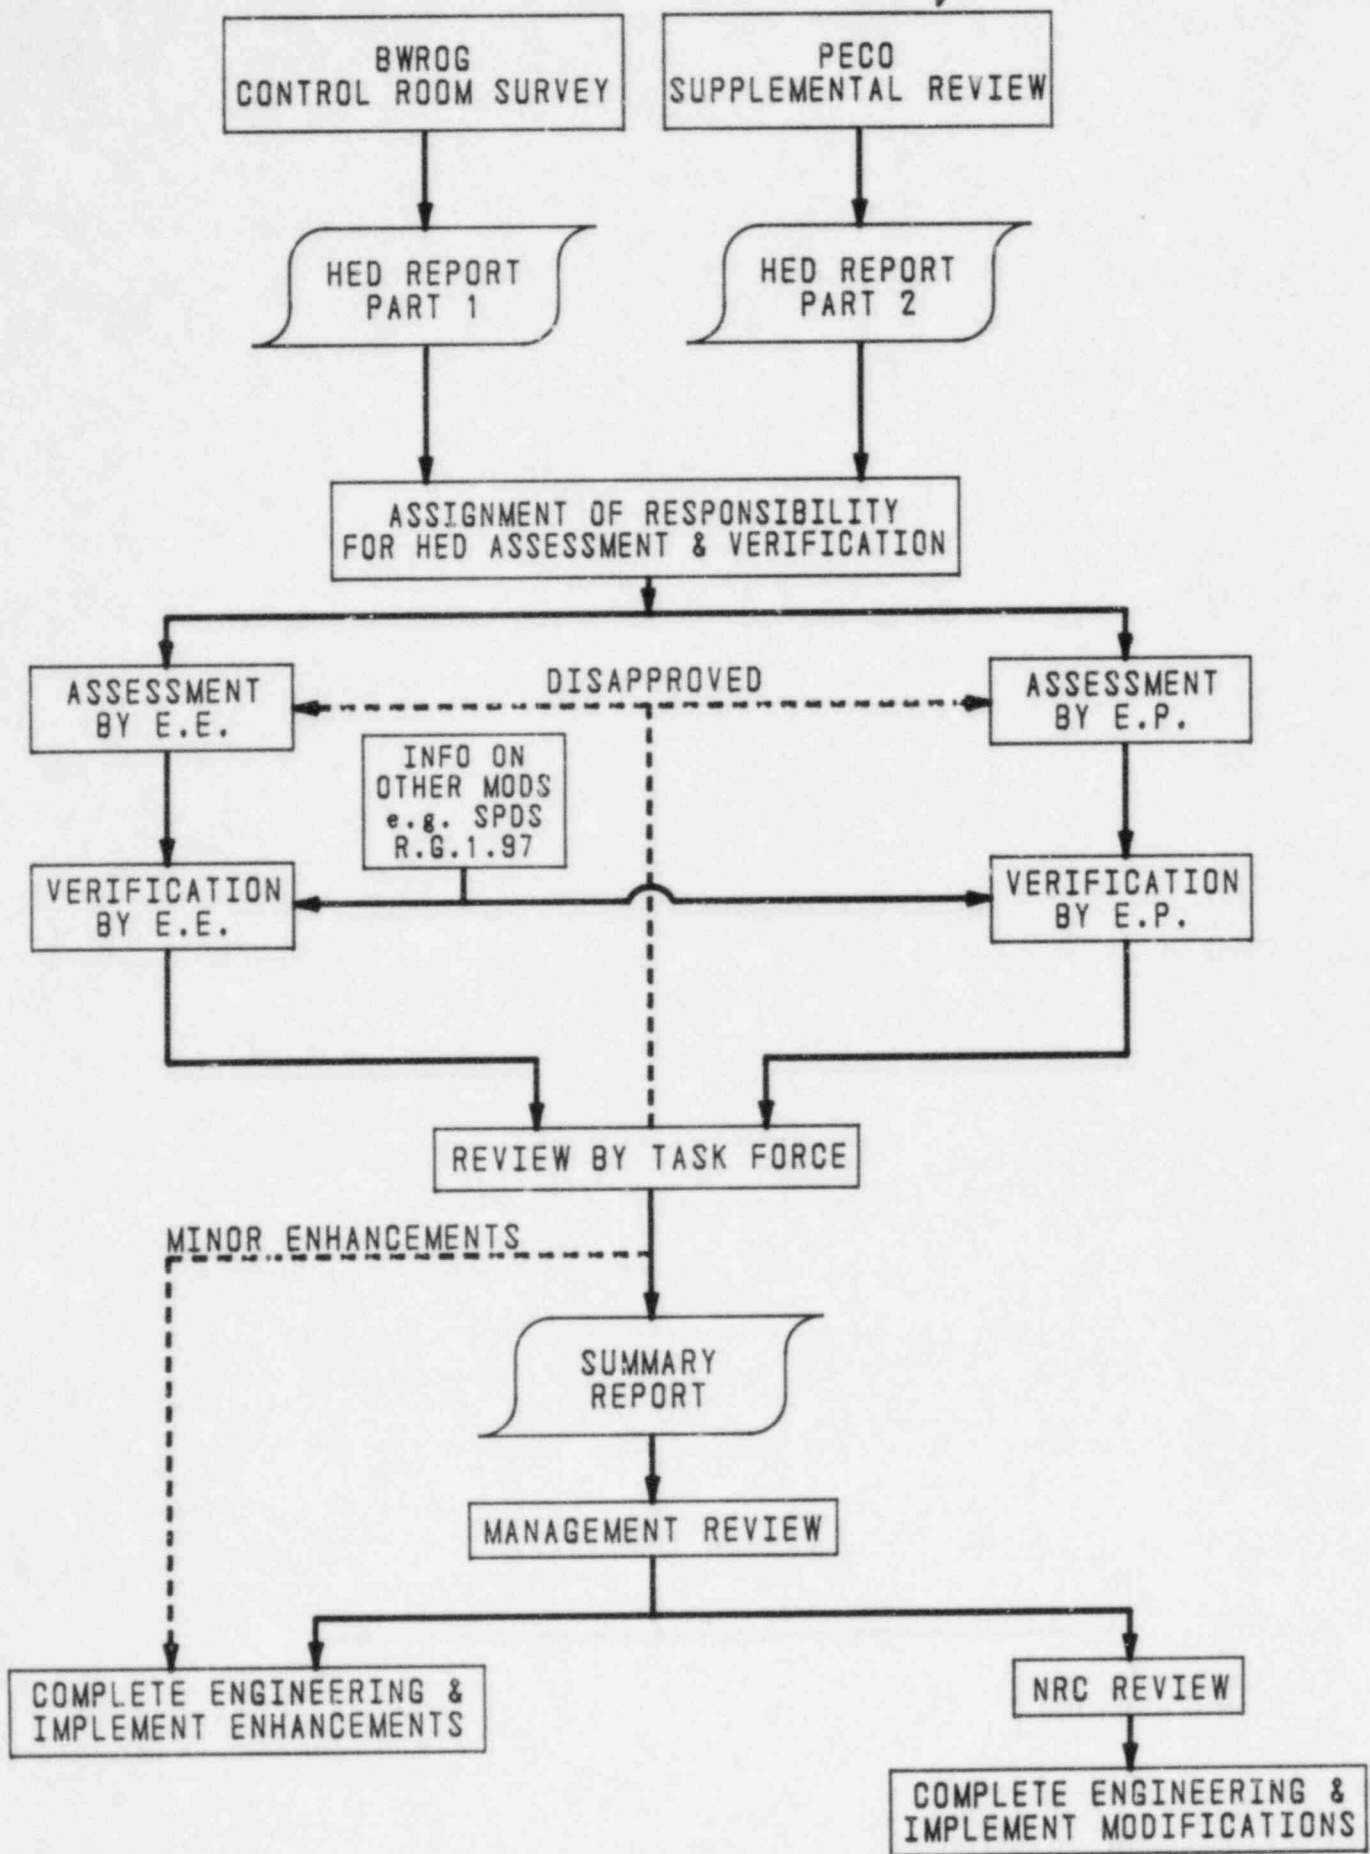 BWROG
CONTROL ROOM SURVEY
PECO
SUPPLEMENTAL REVIEW
HED REPORT
PART 1
HED REPORT
PART 2
ASSIGNMENT OF RESPONSIBILITY
FOR HED ASSESSMENT & VERIFICATION
ASSESSMENT
BY E.E.
DISAPPROVED
ASSESSMENT
BY E.P.
INFO ON
OTHER MODS
e.g. SPDS
R.G.1.97
VERIFICATION
BY E.E.
VERIFICATION
BY E.P.
REVIEW BY TASK FORCE
MINOR ENHANCEMENTS
SUMMARY
REPORT
MANAGEMENT REVIEW
COMPLETE ENGINEERING &
IMPLEMENT ENHANCEMENTS
NRC REVIEW
COMPLETE ENGINEERING &
IMPLEMENT MODIFICATIONS